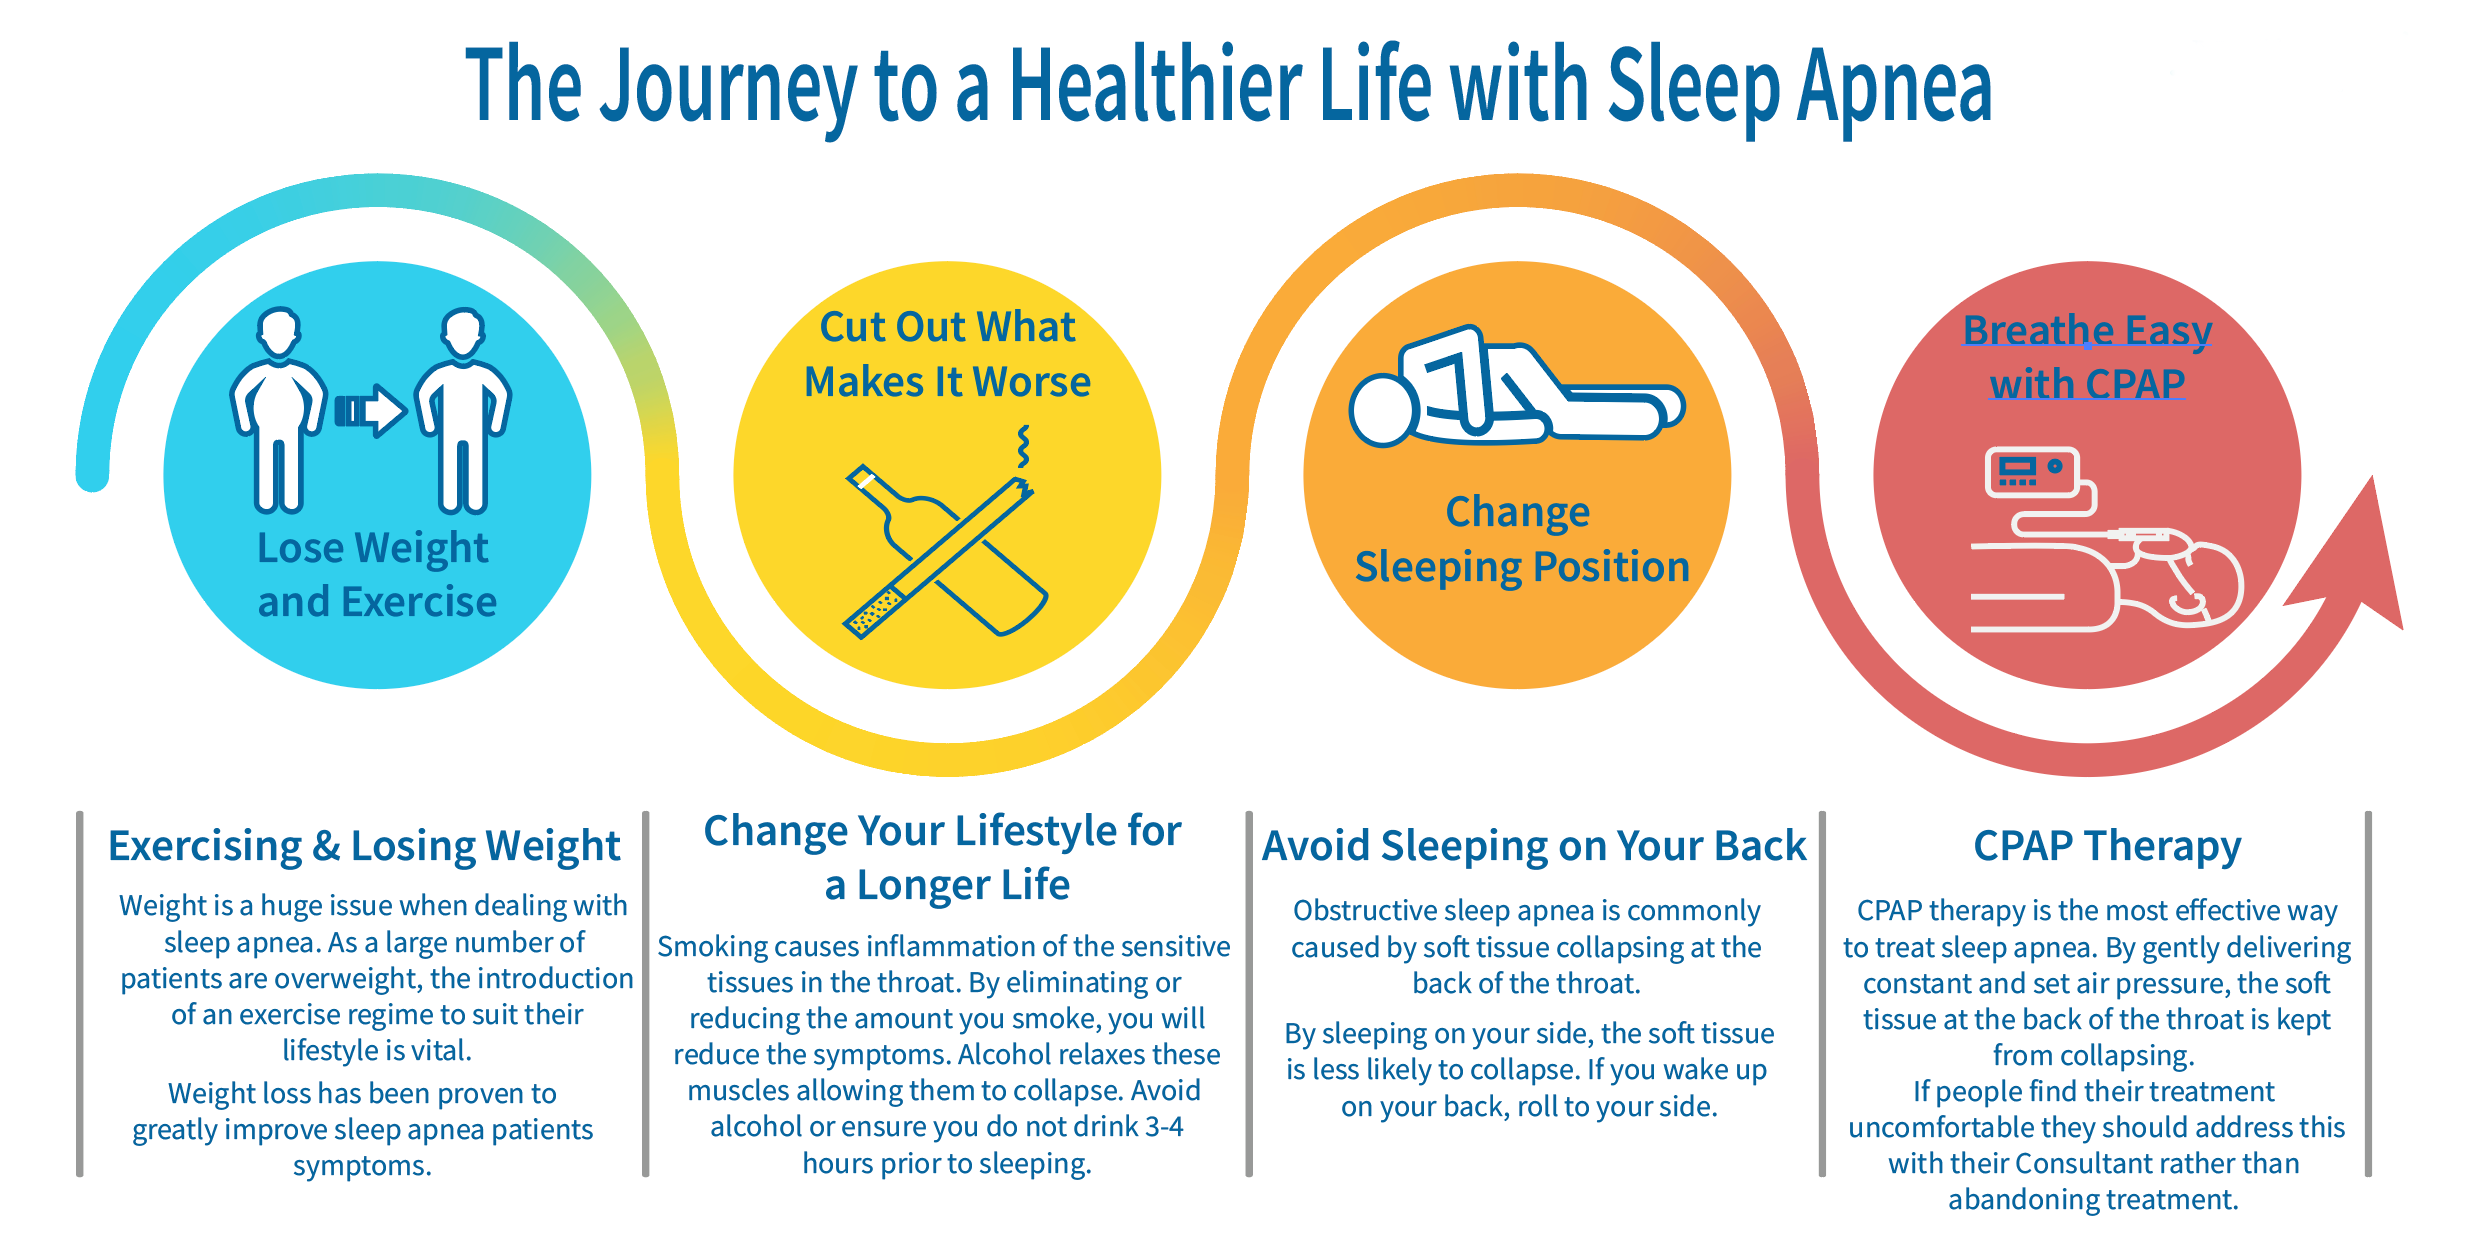 The Journey to a Healthier Life with Sleep Apnea
Lose Weight
and Exercise
Cut Out What
Makes It Worse
Change
Sleeping Position
Breathe Easy
with CPAP
Exercising & Losing Weight
Weight is a huge issue when dealing with
sleep apnea. As a large number of
patients are overweight, the introduction
of an exercise regime to suit their
lifestyle is vital.
Weight loss has been proven to
greatly improve sleep apnea patients
symptoms.
Change Your Lifestyle for
a Longer Life
Smoking causes inflammation of the sensitive
tissues in the throat. By eliminating or
reducing the amount you smoke, you will
reduce the symptoms. Alcohol relaxes these
muscles allowing them to collapse. Avoid
alcohol or ensure you do not drink 3-4
hours prior to sleeping.
Avoid Sleeping on Your Back
Obstructive sleep apnea is commonly
caused by soft tissue collapsing at the
back of the throat.
By sleeping on your side, the soft tissue
is less likely to collapse. If you wake up
on your back, roll to your side.
CPAP Therapy
CPAP therapy is the most effective way
to treat sleep apnea. By gently delivering
constant and set air pressure, the soft
tissue at the back of the throat is kept
from collapsing.
If people find their treatment
uncomfortable they should address this
with their Consultant rather than
abandoning treatment.